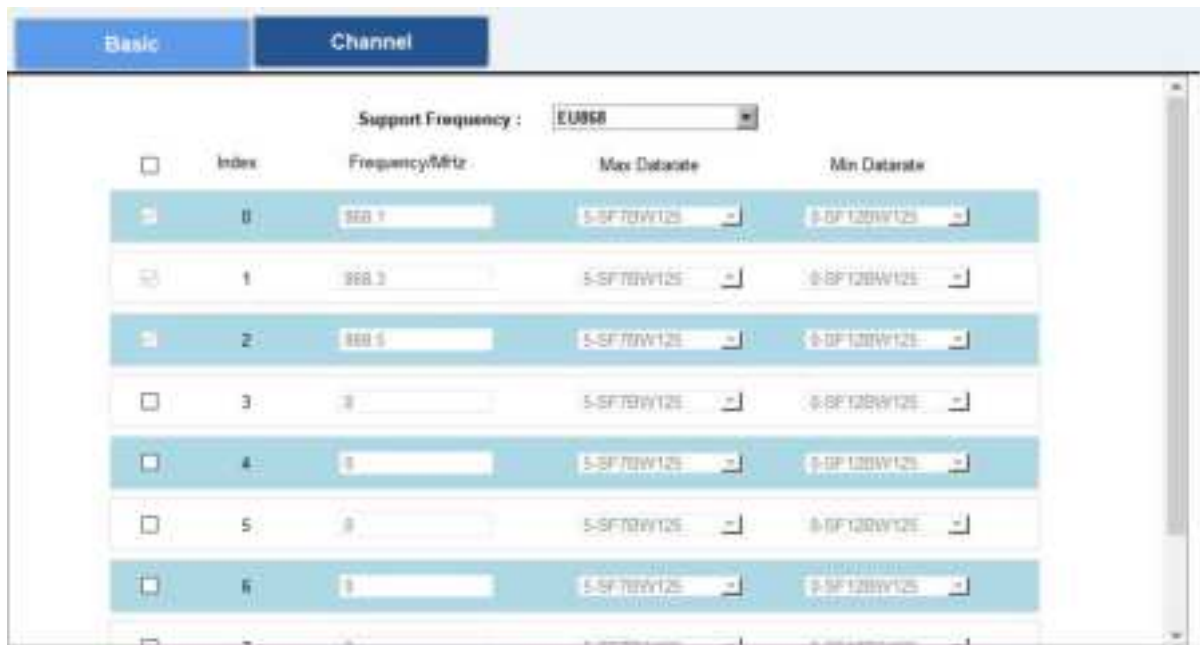 Basic Channel
Support Frequency : EU868
Index Frequency/MHz Max Datarate Min Datarate
0 868.1 5-SF7BW125 0-SF12BW125
1 868.3 5-SF7BW125 0-SF12BW125
2 868.5 5-SF7BW125 0-SF12BW125
3 0 5-SF7BW125 0-SF12BW125
4 0 5-SF7BW125 0-SF12BW125
5 0 5-SF7BW125 0-SF12BW125
6 0 5-SF7BW125 0-SF12BW125